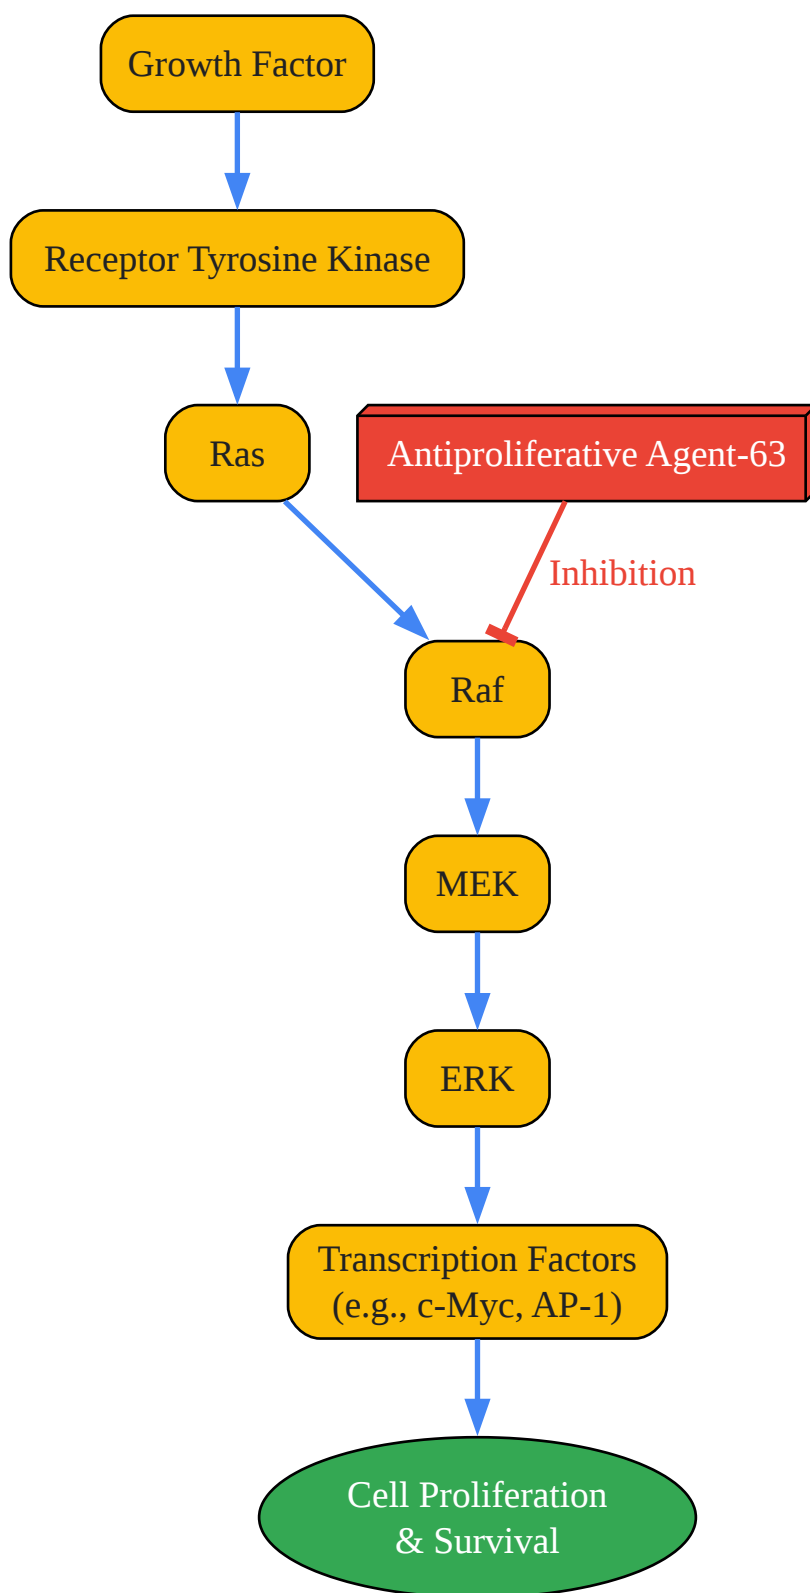 Growth Factor
Receptor Tyrosine Kinase
Ras
Antiproliferative Agent-63
Inhibition
Raf
MEK
ERK
Transcription Factors
(e.g., c-Myc, AP-1)
Cell Proliferation
& Survival